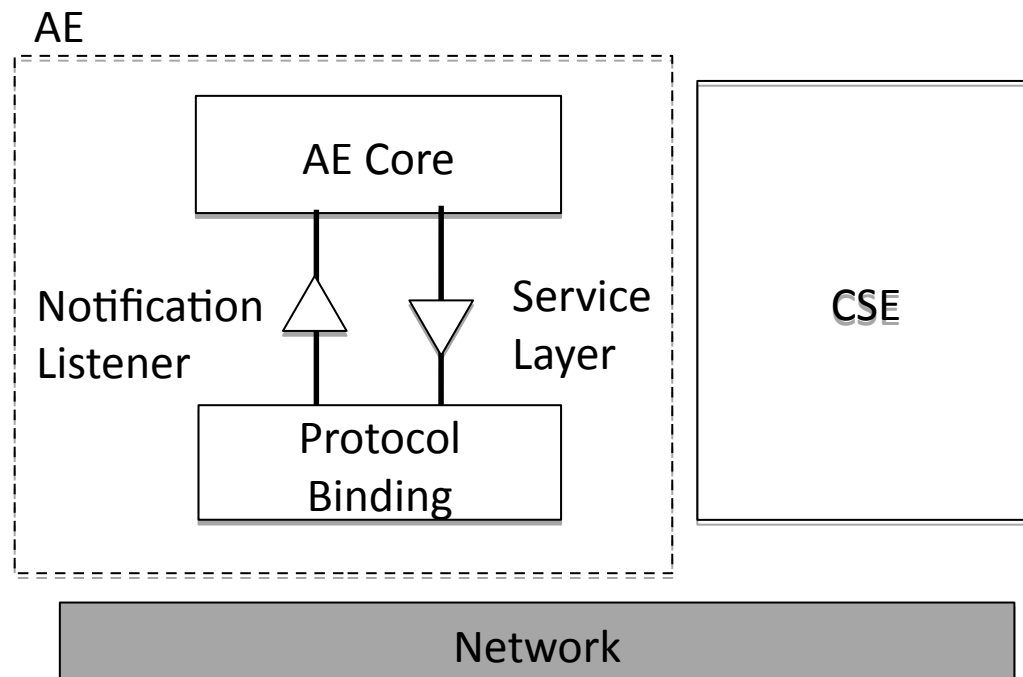 AE
AE Core
Notification
Listener
Service
Layer
CSE
Protocol
Binding
Network